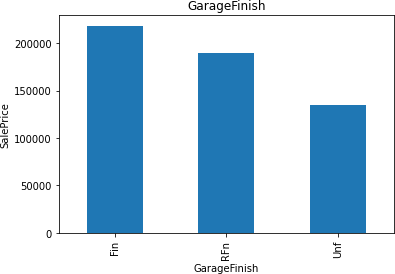 GarageFinish
200000
150000
100000
50000
0
SalePrice
Fin
RFn
Unf
GarageFinish